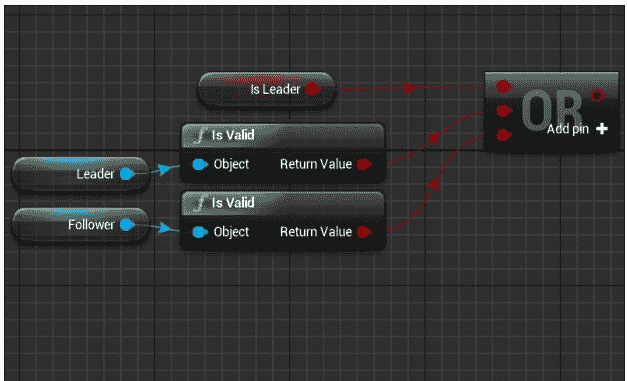 Is Leader
OR
Add pin +
f Is Valid
Object Return Value
Leader
f Is Valid
Object Return Value
Follower